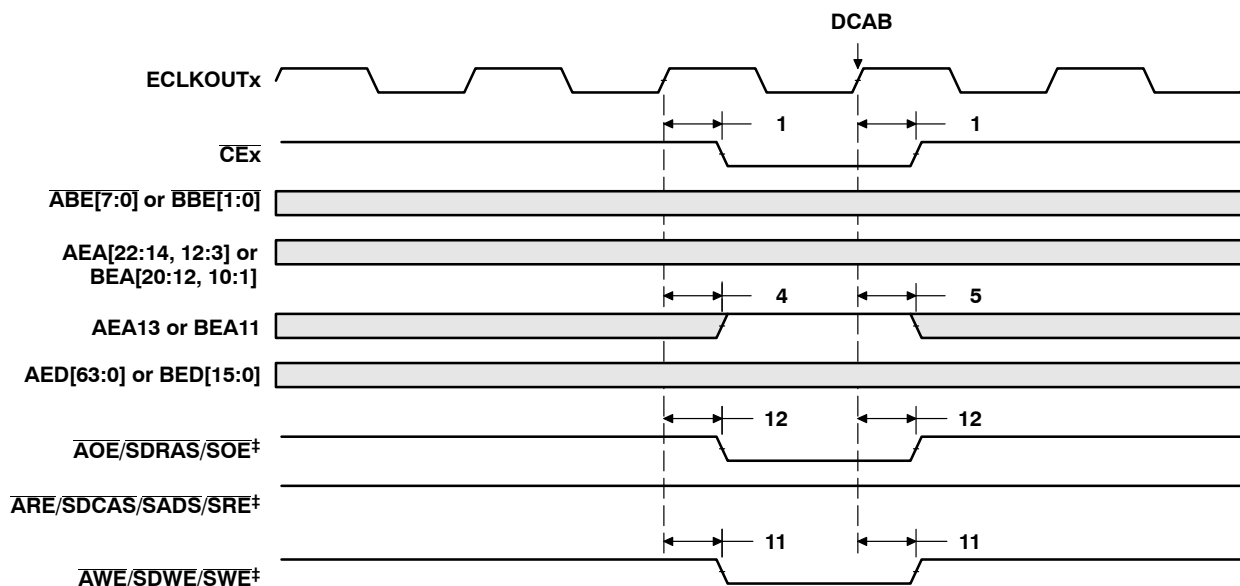 DCAB
ECLKOUTx
1 1
CEx
ABE[7:0] or BBE[1:0]
AEA[22:14, 12:3] or
BEA[20:12, 10:1]
4 5
AEA13 or BEA11
AED[63:0] or BED[15:0]
12 12
AOE/SDRAS/SOE‡
ARE/SDCAS/SADS/SRE‡
11 11
AWE/SDWE/SWE‡